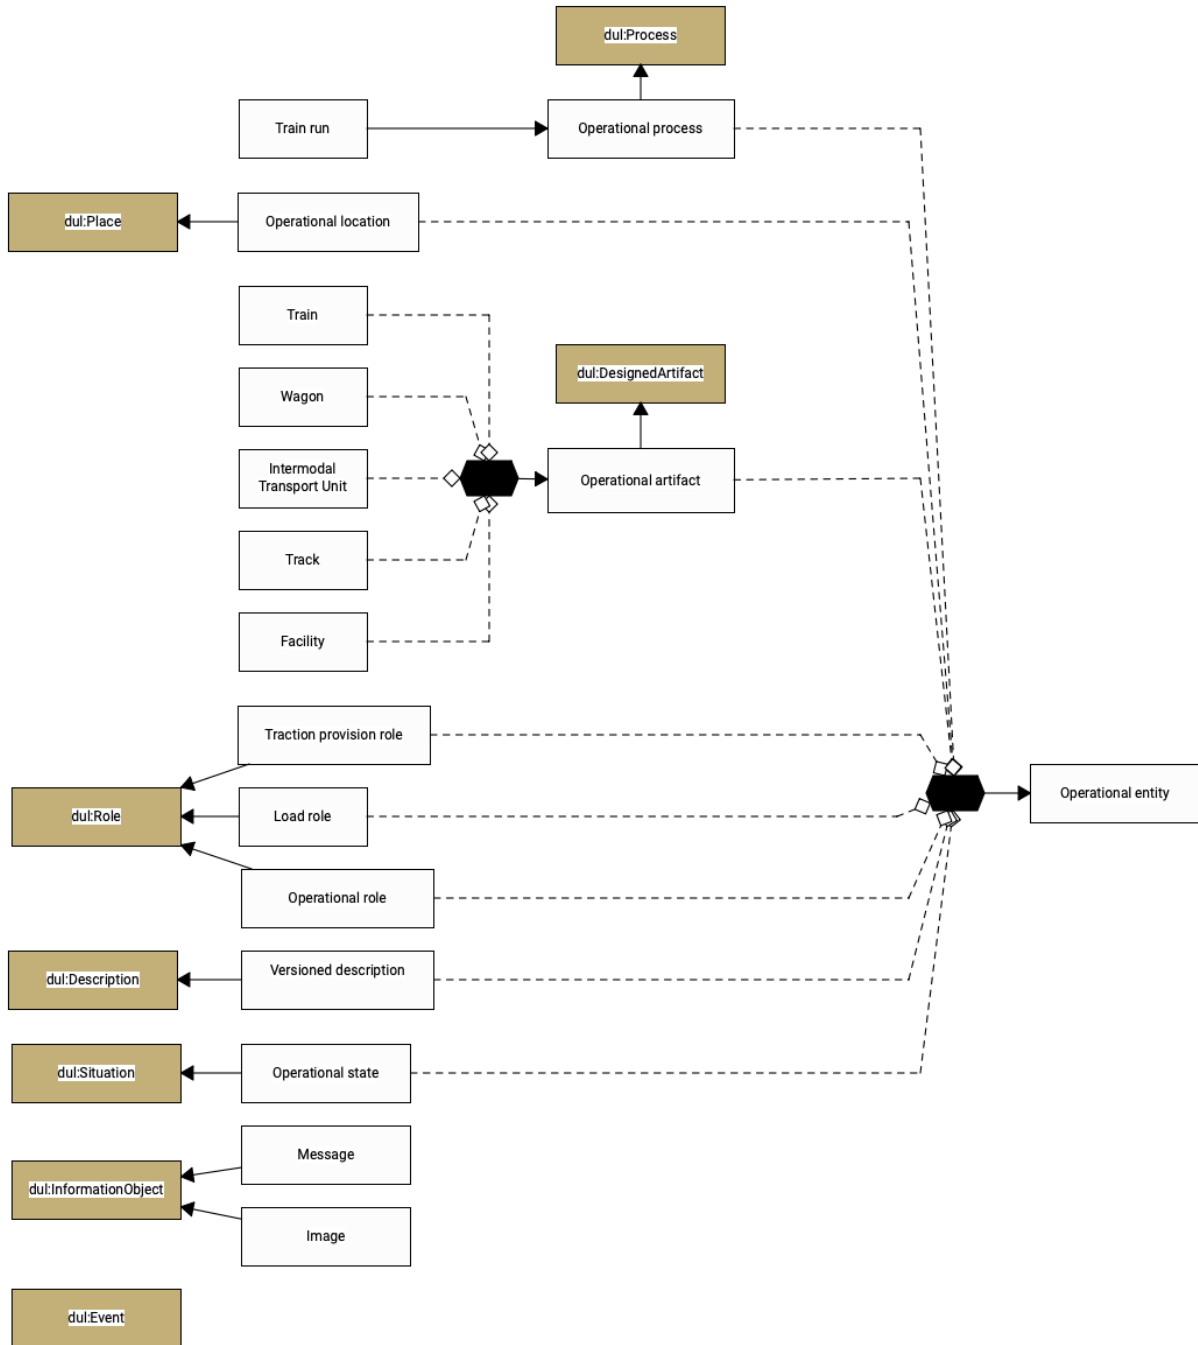 dul:Process
Train run
Operational process
dul:Place
Operational location
Train
dul:DesignedArtifact
Wagon
Intermodal
Transport Unit
Operational artifact
Track
Facility
Traction provision role
Operational entity
dul:Role
Load role
Operational role
dul:Description
Versioned description
dul:Situation
Operational state
Message
dul:InformationObject
Image
dul:Event